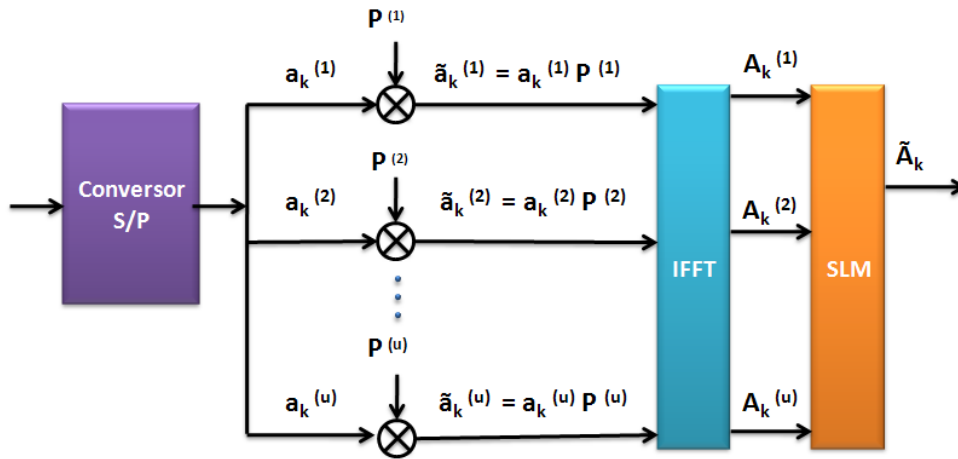 P (1)
ak (1)
ãk (1) = ak (1) P (1)
Ak (1)
Conversor
S/P
P (2)
ak (2)
ãk (2) = ak (2) P (2)
Ak (2)
Ãk
IFFT
SLM
P (u)
ak (u)
ãk (u) = ak (u) P (u)
Ak (u)